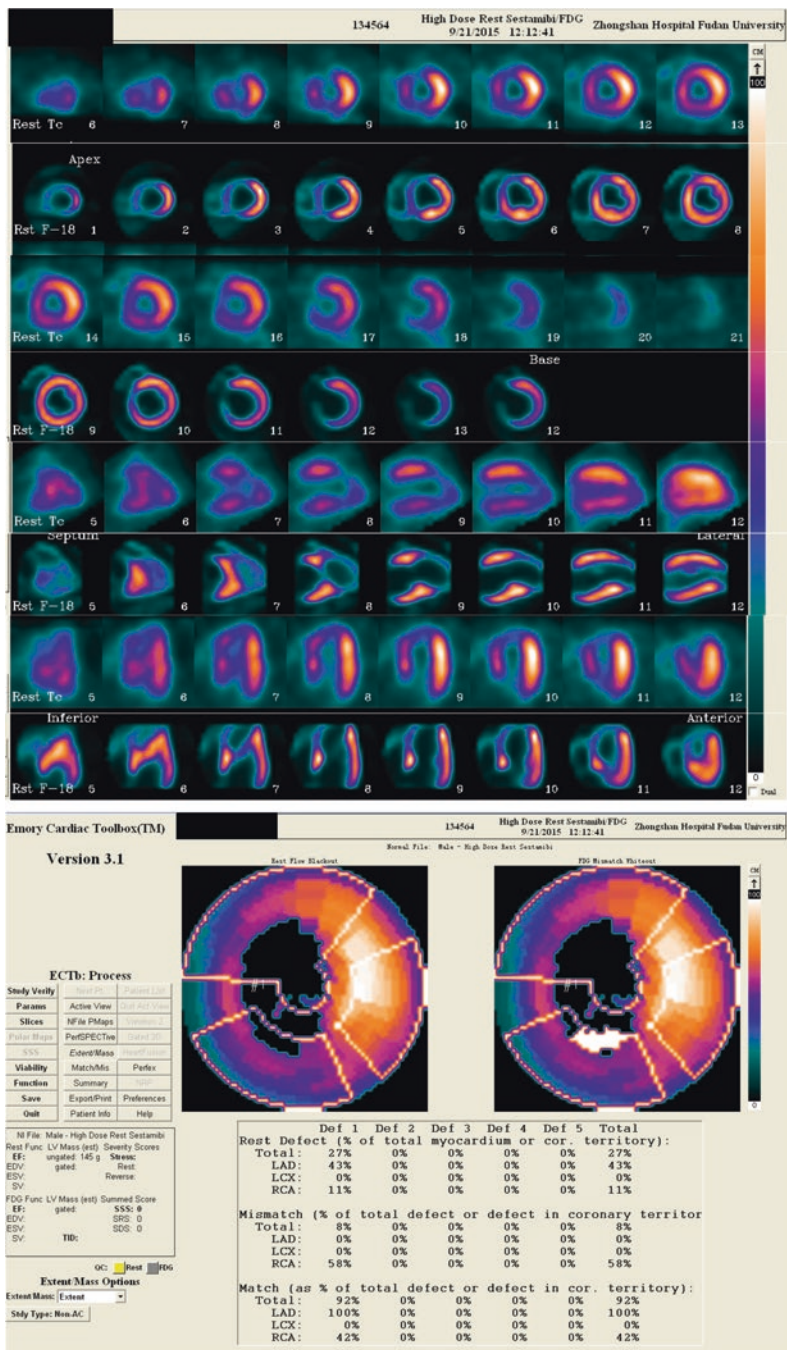 134564 High Dose Rest Sestamibi/FDG Zhongshan Hospital Fudan University
9/21/2015 12:12:41
CM
100
Rest Tc 6 7 8 9 10 11 12 13
Apex
Rst F-18 1 2 3 4 5 6 7 8
Rest Tc 14 15 16 17 18 19 20 21
Base
Rst F-18 9 10 11 12 13 12
Rest Tc 5 6 7 8 9 10 11 12
Septum Lateral
Rst F-18 5 6 7 8 9 10 11 12
Rest Tc 5 6 7 8 9 10 11 12
Inferior Anterior
Rst F-18 5 6 7 8 9 10 11 12
0
Dual
Emory Cardiac Toolbox(TM) 134564 High Dose Rest Sestamibi/FDG Zhongshan Hospital Fudan University
9/21/2015 12:12:41
Version 3.1
Normal File: Male - High Dose Rest Sestamibi
Rest Flow Blackout FDG Mismatch Whiteout
CM
100
0
ECTb: Process
Study Verify Next Pt. Patient List
Params Active View
Slices NFile PMaps
Polar Maps PerfSPECTive Gated 3D
SSS Extent/Mass
Viability Match/Mis Perfex
Function Summary
Save Export/Print Preferences
Quit Patient Info Help
NI File: Male - High Dose Rest Sestamibi
Rest Func LV Mass (est) Severity Scores
EF: ungated: 145 g Stress:
EDV: gated: Rest:
ESV: Reverse:
SV:
FDG Func LV Mass (est) Summed Score
EF: gated: SSS: 0
EDV: SRS: 0
ESV: SDS: 0
SV: TID:
QC: Rest FDG
Extent/Mass Options
Extent Mass: Extent
Stdy Type: Non-AC
Def 1 Def 2 Def 3 Def 4 Def 5 Total
Rest Defect (% of total myocardium or cor. territory):
Total: 27% 0% 0% 0% 0% 27%
LAD: 43% 0% 0% 0% 0% 43%
LCX: 0% 0% 0% 0% 0% 0%
RCA: 11% 0% 0% 0% 0% 11%
Mismatch (% of total defect or defect in coronary territor
Total: 8% 0% 0% 0% 0% 8%
LAD: 0% 0% 0% 0% 0% 0%
LCX: 0% 0% 0% 0% 0% 0%
RCA: 58% 0% 0% 0% 0% 58%
Match (as % of total defect or defect in cor. territory):
Total: 92% 0% 0% 0% 0% 92%
LAD: 100% 0% 0% 0% 0% 100%
LCX: 0% 0% 0% 0% 0% 0%
RCA: 42% 0% 0% 0% 0% 42%